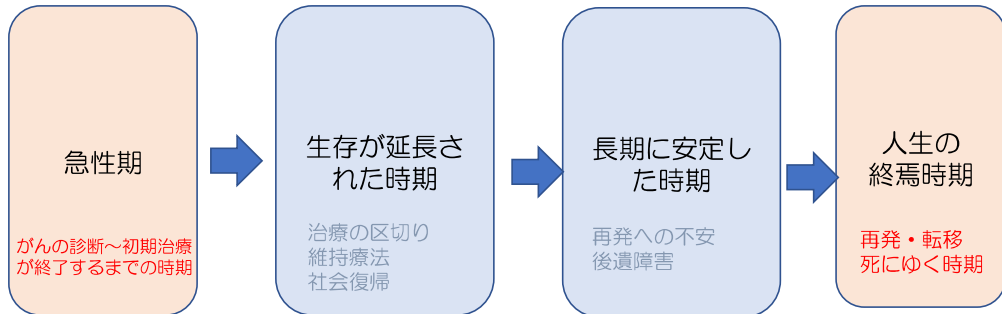 急性期
がんの診断～初期治療
が終了するまでの時期
生存が延長さ
れた時期
治療の区切り
維持療法
社会復帰
長期に安定し
た時期
再発への不安
後遺障害
人生の
終焉時期
再発・転移
死にゆく時期